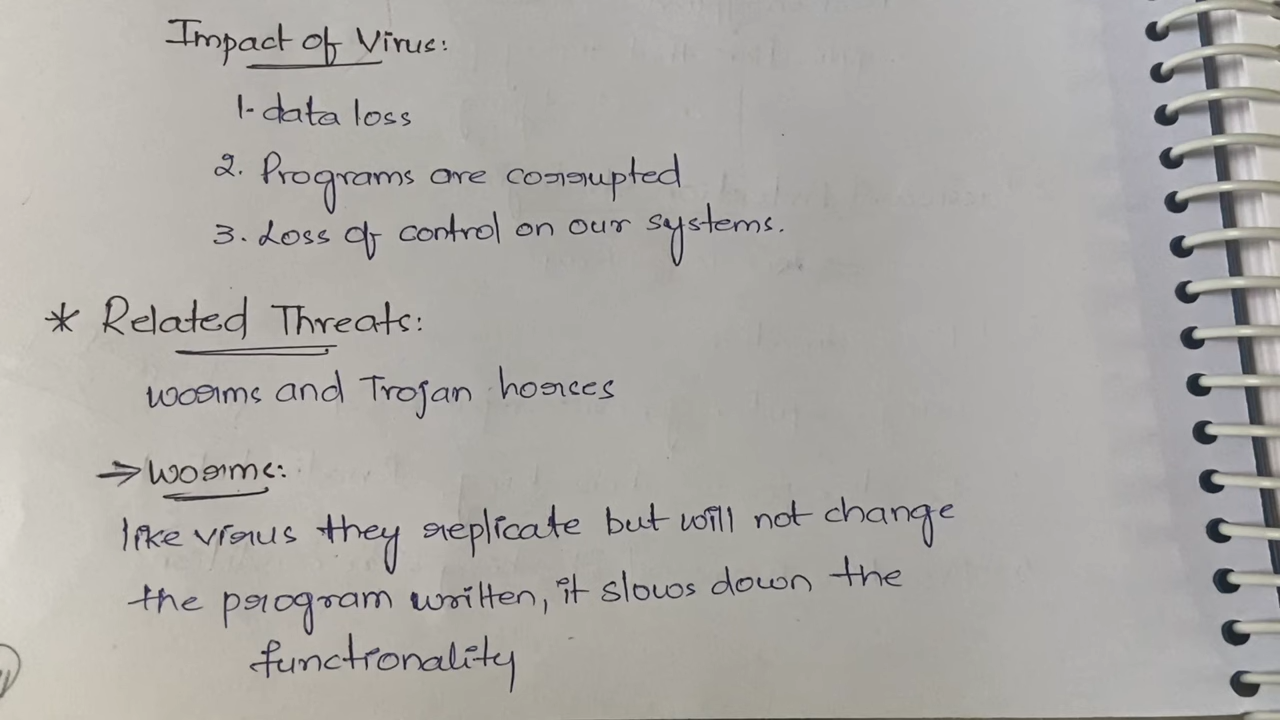 Impact of Virus:
1. data loss
2. Programs are corrupted
3. Loss of control on our systems.
* Related Threats:
worms and Trojan horses
→ worms:
like virus they replicate but will not change
the program written, it slows down the
functionality